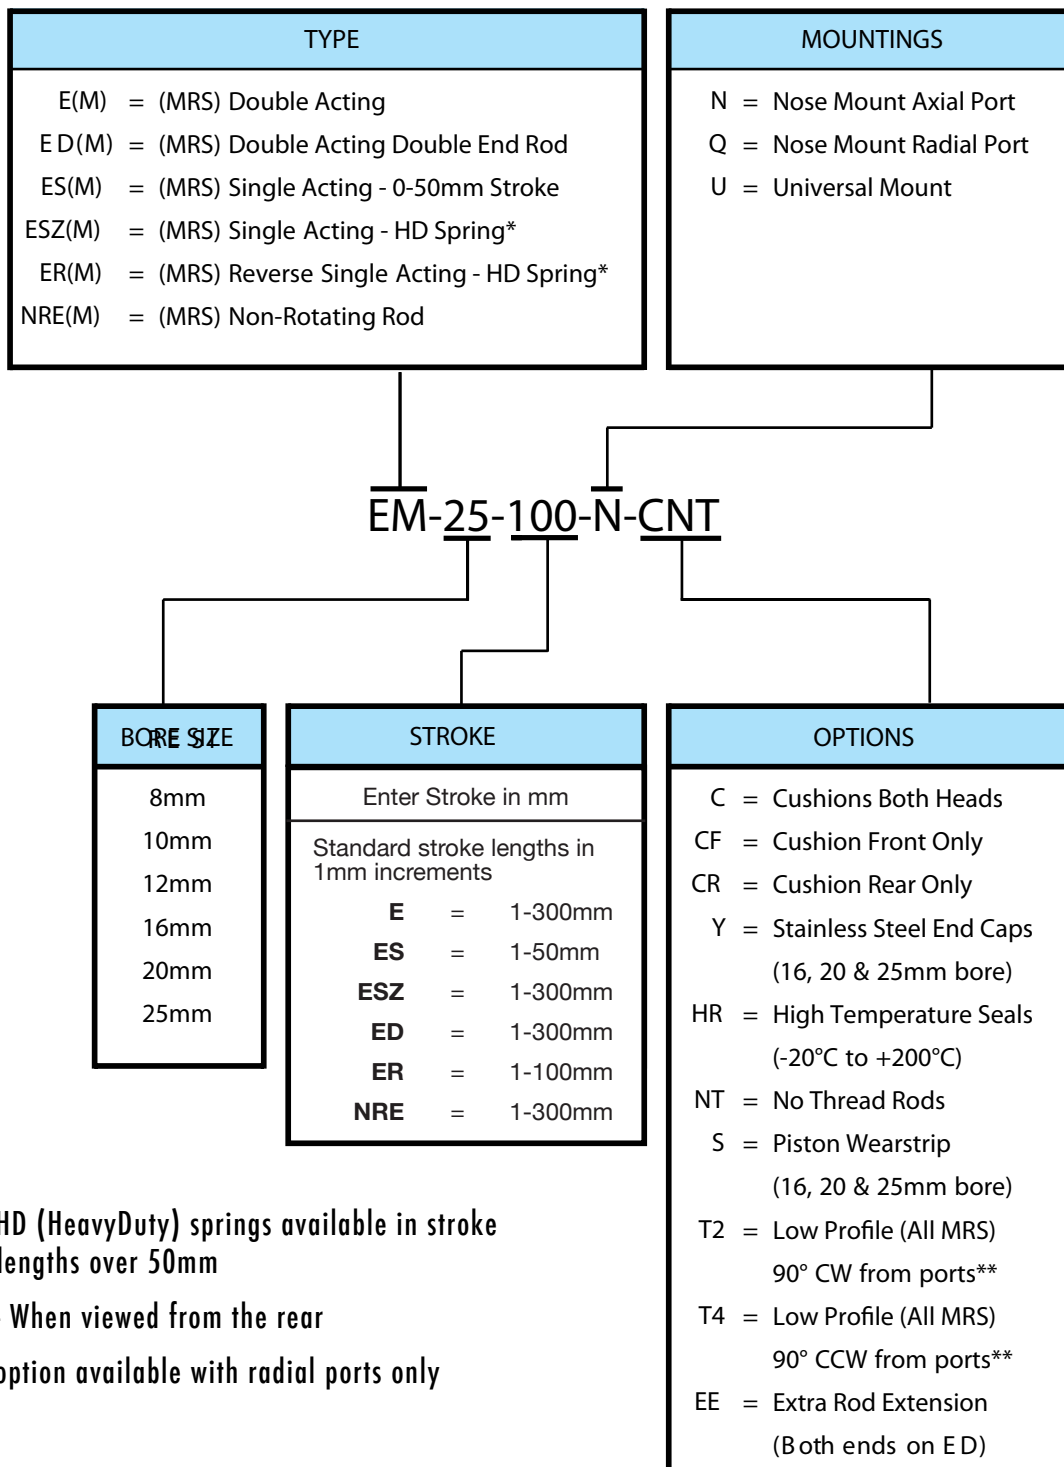 TYPE
E(M) = (MRS) Double Acting
ED(M) = (MRS) Double Acting Double End Rod
ES(M) = (MRS) Single Acting - 0-50mm Stroke
ESZ(M) = (MRS) Single Acting - HD Spring*
ER(M) = (MRS) Reverse Single Acting - HD Spring*
NRE(M) = (MRS) Non-Rotating Rod
MOUNTINGS
N = Nose Mount Axial Port
Q = Nose Mount Radial Port
U = Universal Mount
EM-25-100-N-CNT
BORE SIZE
8mm
10mm
12mm
16mm
20mm
25mm
STROKE
Enter Stroke in mm
Standard stroke lengths in
1mm increments
E = 1-300mm
ES = 1-50mm
ESZ = 1-300mm
ED = 1-300mm
ER = 1-100mm
NRE = 1-300mm
OPTIONS
C = Cushions Both Heads
CF = Cushion Front Only
CR = Cushion Rear Only
Y = Stainless Steel End Caps
(16, 20 & 25mm bore)
HR = High Temperature Seals
(-20°C to +200°C)
NT = No Thread Rods
S = Piston Wearstrip
(16, 20 & 25mm bore)
T2 = Low Profile (All MRS)
90° CW from ports**
T4 = Low Profile (All MRS)
90° CCW from ports**
EE = Extra Rod Extension
(Both ends on ED)
HD (HeavyDuty) springs available in stroke
lengths over 50mm
When viewed from the rear
option available with radial ports only